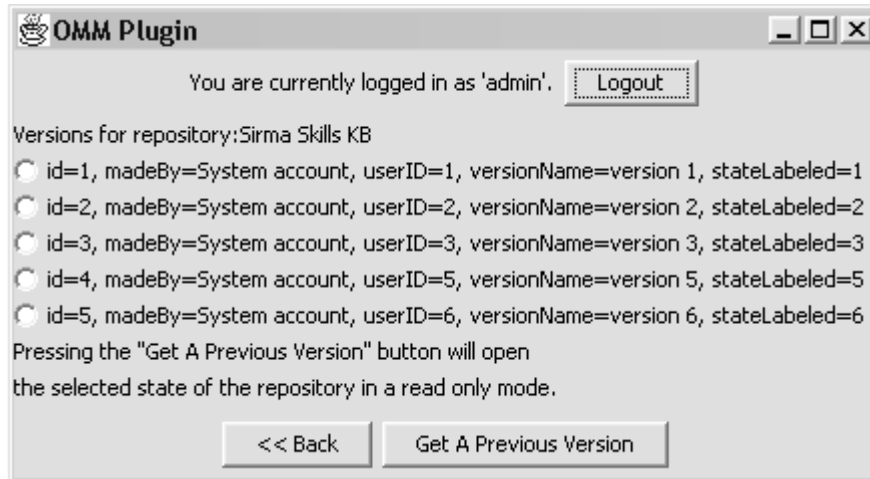 OMM Plugin
You are currently logged in as 'admin'. Logout
Versions for repository:Sirma Skills KB
id=1, madeBy=System account, userID=1, versionName=version 1, stateLabeled=1
id=2, madeBy=System account, userID=2, versionName=version 2, stateLabeled=2
id=3, madeBy=System account, userID=3, versionName=version 3, stateLabeled=3
id=4, madeBy=System account, userID=5, versionName=version 5, stateLabeled=5
id=5, madeBy=System account, userID=6, versionName=version 6, stateLabeled=6
Pressing the "Get A Previous Version" button will open
the selected state of the repository in a read only mode.
<< Back Get A Previous Version